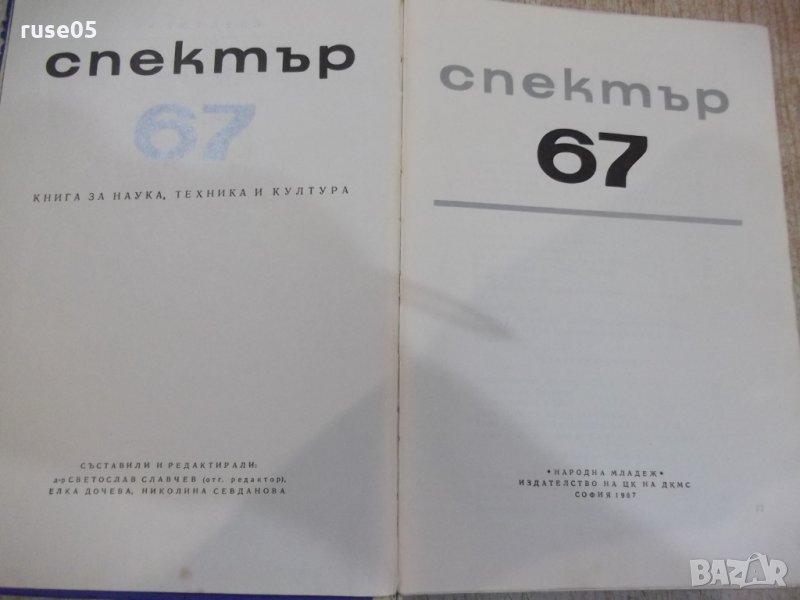 ruse05
спектър
67
КНИГА ЗА НАУКА, ТЕХНИКА И КУЛТУРА
СЪСТАВИЛИ И РЕДАКТИРАЛИ:
д-р СВЕТОСЛАВ СЛАВЧЕВ (отг. редактор),
ЕЛКА ДОЧЕВА, НИКОЛИНА СЕВДАНОВА
спектър
67
•НАРОДНА МЛАДЕЖ•
ИЗДАТЕЛСТВО НА ЦК НА ДКМС
СОФИЯ 1967
BAZAR